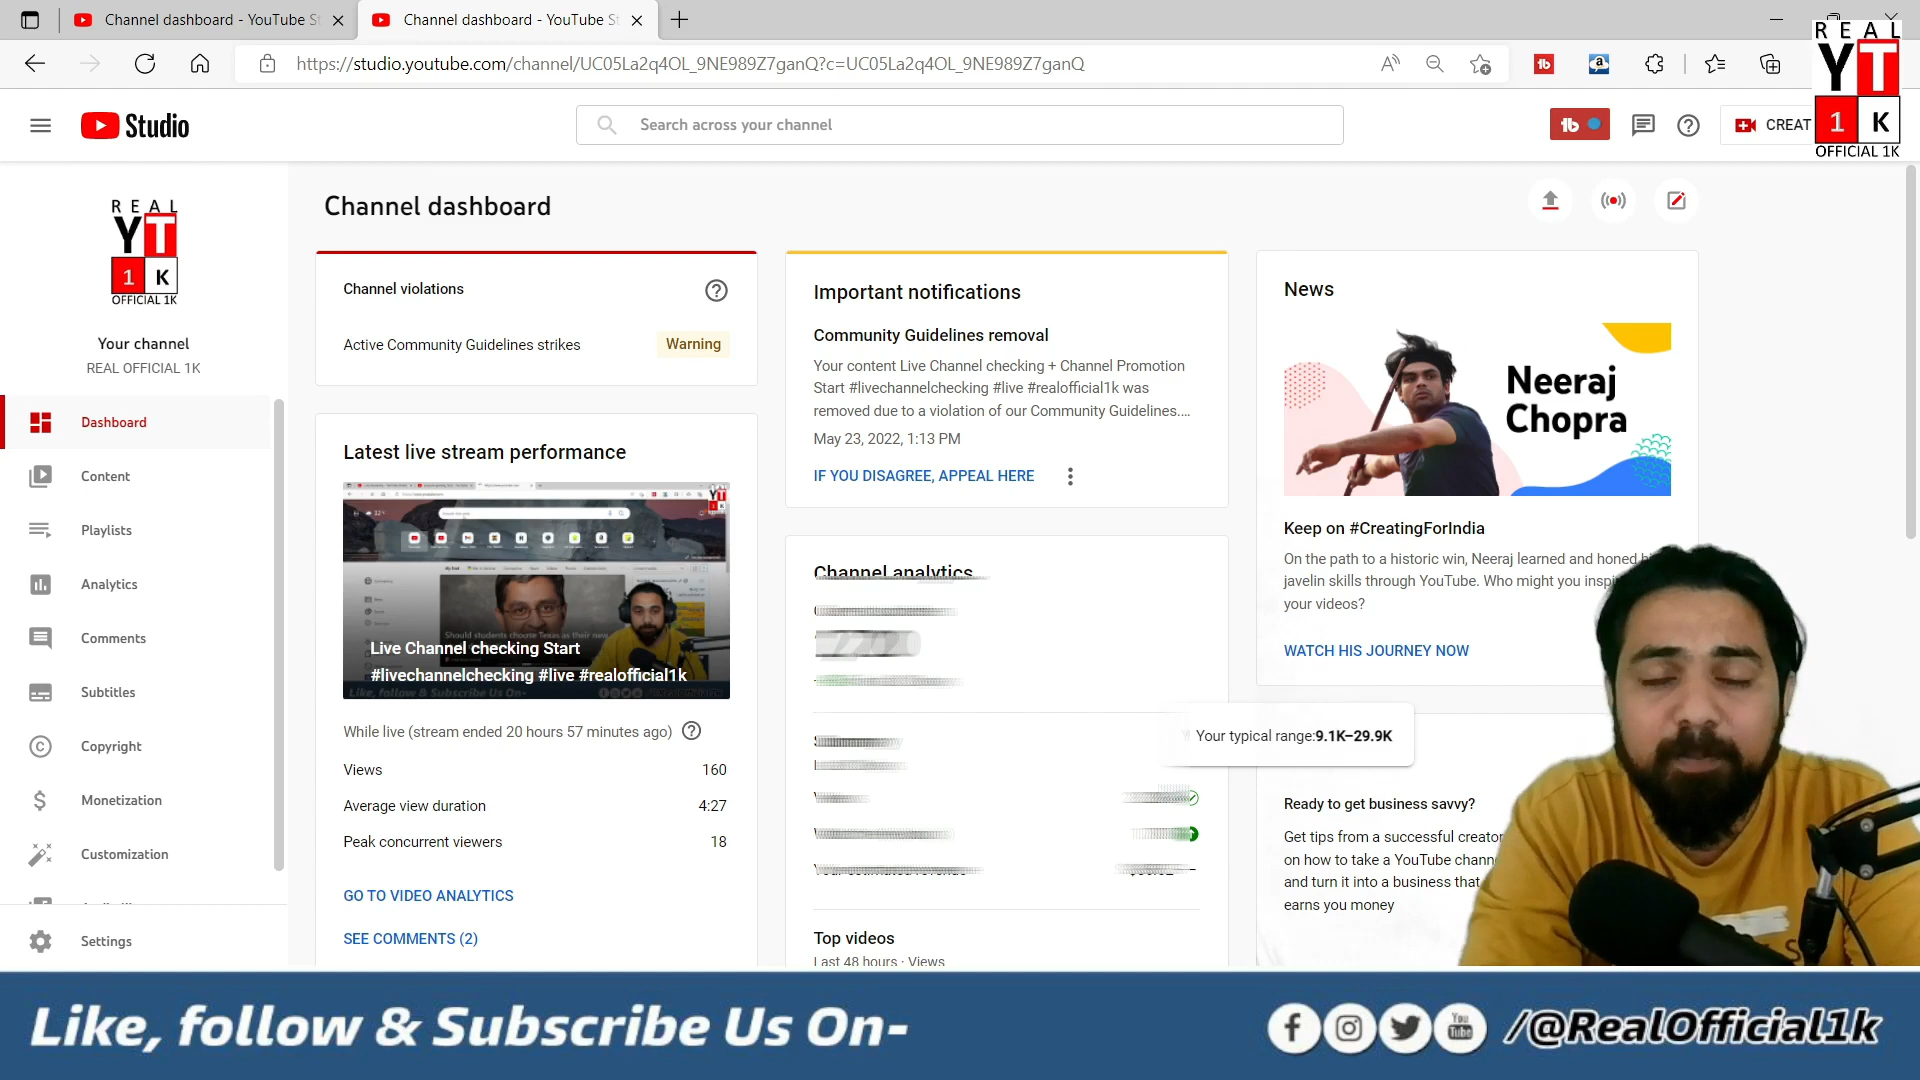 Channel dashboard - YouTube St
Channel dashboard - YouTube St
https://studio.youtube.com/channel/UC05La2q4OL_9NE989Z7ganQ?c=UC05La2q4OL_9NE989Z7ganQ
REAL
YT
1 K
OFFICIAL 1K
Studio
Search across your channel
CREAT
REAL
YT
1 K
OFFICIAL 1K
Your channel
REAL OFFICIAL 1K
Dashboard
Content
Playlists
Analytics
Comments
Subtitles
Copyright
Monetization
Customization
Settings
Channel dashboard
Channel violations
Active Community Guidelines strikes
Warning
Latest live stream performance
Live Channel checking Start
#livechannelchecking #live #realofficial1k
While live (stream ended 20 hours 57 minutes ago)
Views 160
Average view duration 4:27
Peak concurrent viewers 18
GO TO VIDEO ANALYTICS
SEE COMMENTS (2)
Important notifications
Community Guidelines removal
Your content Live Channel checking + Channel Promotion
Start #livechannelchecking #live #realofficial1k was
removed due to a violation of our Community Guidelines....
May 23, 2022, 1:13 PM
IF YOU DISAGREE, APPEAL HERE
Channel analytics
Your typical range:9.1K–29.9K
Top videos
Last 48 hours · Views
News
Neeraj
Chopra
Keep on #CreatingForIndia
On the path to a historic win, Neeraj learned and honed
javelin skills through YouTube. Who might you
your videos?
WATCH HIS JOURNEY NOW
Ready to get business savvy?
Get tips from a successful creator
on how to take a YouTube
and turn it into a business that
earns you money
Like, follow & Subscribe Us On-
You
Tube
/@RealOfficial1k